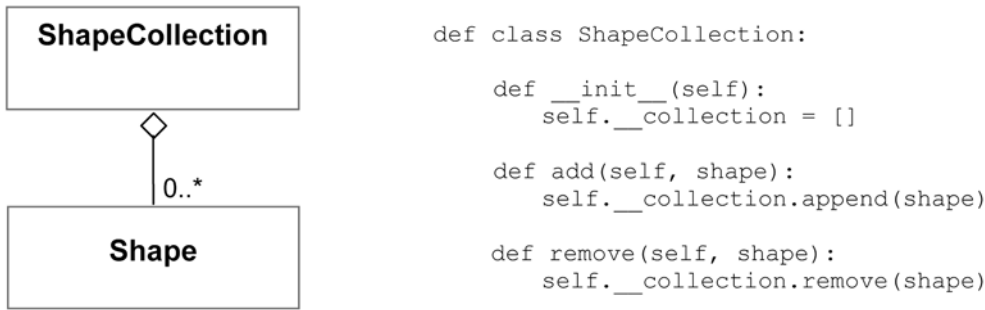 ShapeCollection
0..*
Shape
def class ShapeCollection:
def __init__(self):
self.__collection = []
def add(self, shape):
self.__collection.append(shape)
def remove(self, shape):
self.__collection.remove(shape)